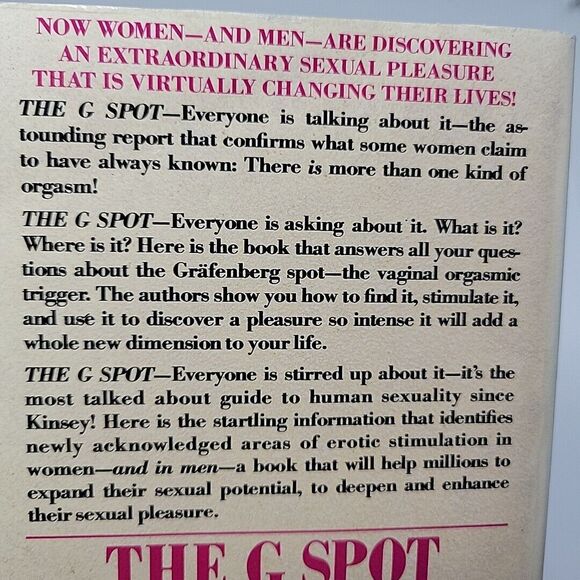 NOW WOMEN—AND MEN—ARE DISCOVERING
AN EXTRAORDINARY SEXUAL PLEASURE
THAT IS VIRTUALLY CHANGING THEIR LIVES!
THE G SPOT—Everyone is talking about it—the as-
tounding report that confirms what some women claim
to have always known: There is more than one kind of
orgasm!
THE G SPOT—Everyone is asking about it. What is it?
Where is it? Here is the book that answers all your ques-
tions about the Gräfenberg spot—the vaginal orgasmic
trigger. The authors show you how to find it, stimulate it,
and use it to discover a pleasure so intense it will add a
whole new dimension to your life.
THE G SPOT—Everyone is stirred up about it—it's the
most talked about guide to human sexuality since
Kinsey! Here is the startling information that identifies
newly acknowledged areas of erotic stimulation in
women—and in men—a book that will help millions to
expand their sexual potential, to deepen and enhance
their sexual pleasure.
THE G SPOT